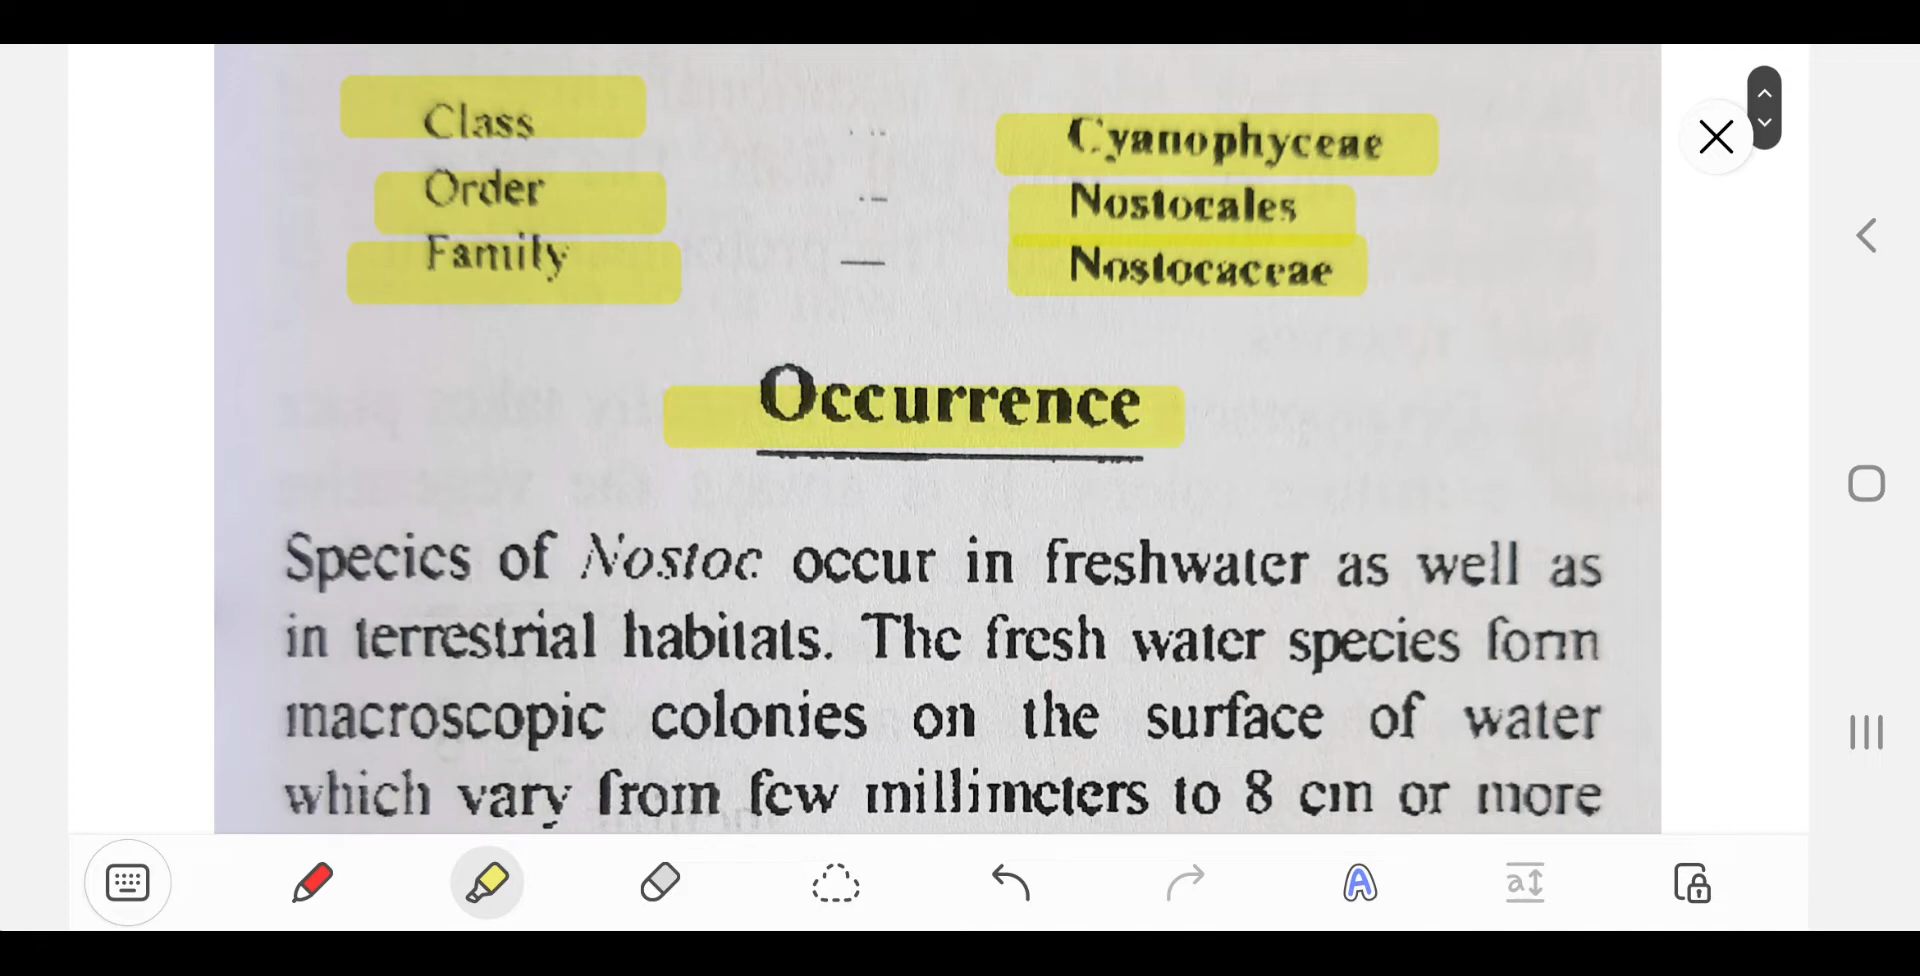 Class - Cyanophyceae
Order - Nostocales
Family — Nostocaceae
Occurrence
Species of Nostoc occur in freshwater as well as
in terrestrial habitats. The fresh water species form
macroscopic colonies on the surface of water
which vary from few millimeters to 8 cm or more
A
a